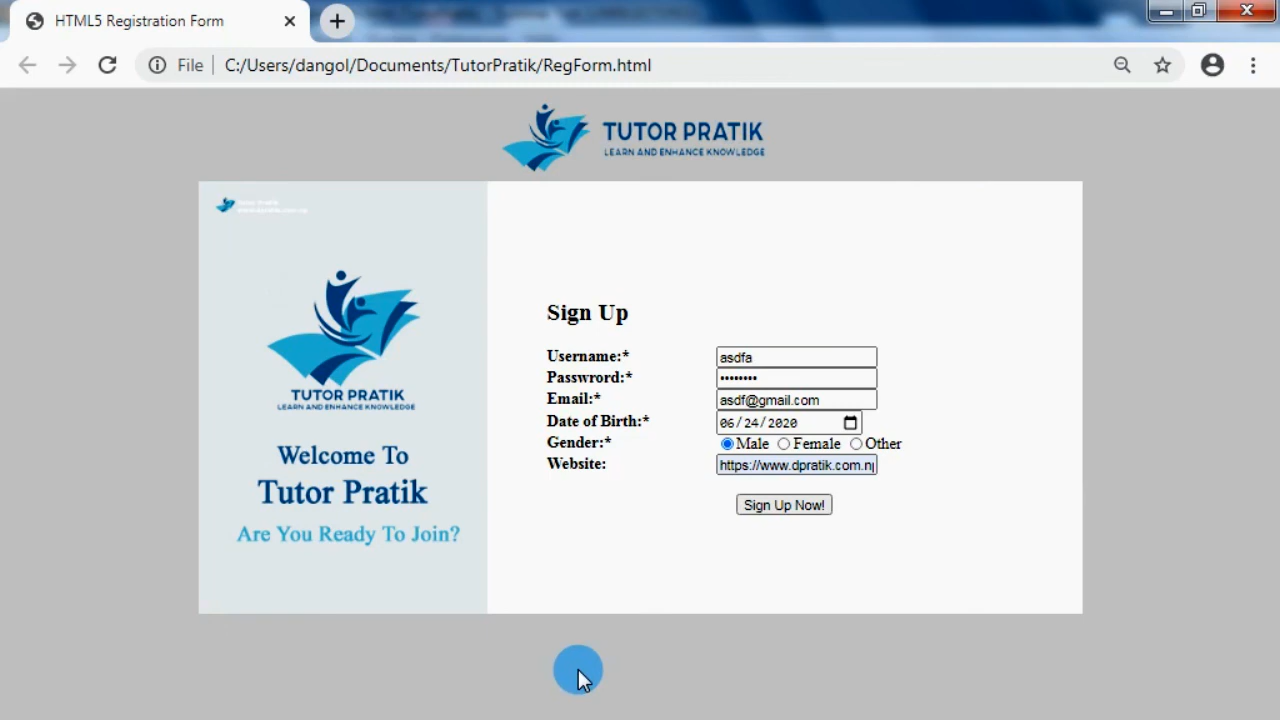 HTML5 Registration Form
File
C:/Users/dangol/Documents/TutorPratik/RegForm.html
TUTOR PRATIK
LEARN AND ENHANCE KNOWLEDGE
TUTOR PRATIK
LEARN AND ENHANCE KNOWLEDGE
Welcome To
Tutor Pratik
Are You Ready To Join?
Sign Up
Username:* asdfa
Passwrord:* ••••••••
Email:* asdf@gmail.com
Date of Birth:* 06/24/2020
Gender:* Male Female Other
Website: https://www.dpratik.com.np
Sign Up Now!